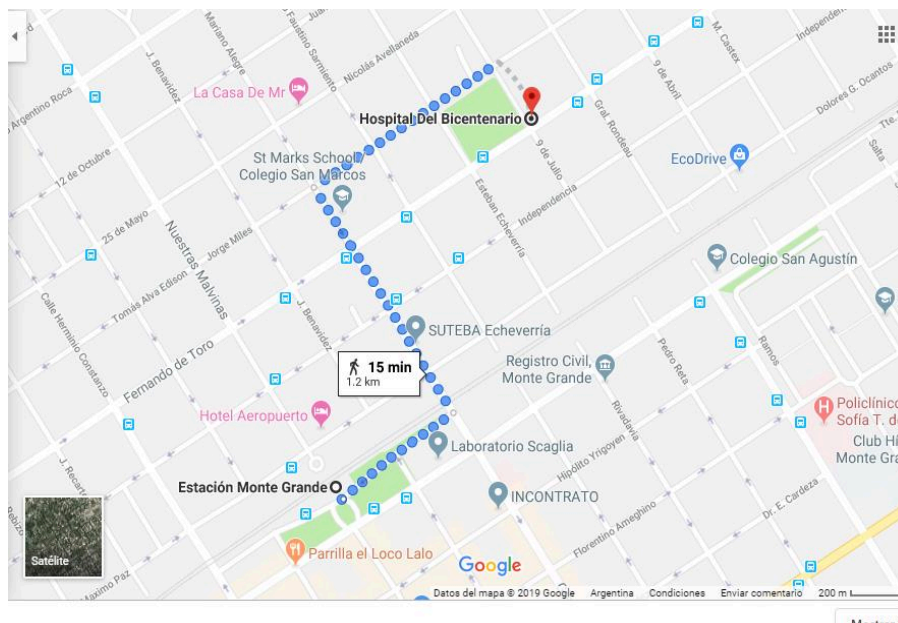 Argentino Roca
Mariano Alegre
Faustino Sarmiento
J. Benavidez
Nicolás Avellaneda
Independencia
M. Castex
9 de Abril
Dolores G. Ocantos
La Casa De Mr
Hospital Del Bicentenario
Gral. Rondeau
12 de Octubre
St Marks School/
Colegio San Marcos
9 de Julio
EcoDrive
Salta
25 de Mayo
Jorge Miles
Esteban Echeverría
Independencia
Nuestras Malvinas
Tomás Alva Edison
Colegio San Agustín
Calle Herminio Constanzo
J. Benavidez
SUTEBA Echeverría
Fernando de Toro
15 min
1.2 km
Registro Civil,
Monte Grande
Pedro Reta
Ramos
Hotel Aeropuerto
Rivadavia
Policlínico
Sofía T. de
Laboratorio Scaglia
Club Hí
Monte Gra
Hipólito Yrigoyen
Estación Monte Grande
INCONTRATO
Dr. E. Cardeza
Florentino Ameghino
Satélite
Parrilla el Loco Lalo
Google
Máximo Paz
Datos del mapa © 2019 Google Argentina Condiciones Enviar comentario 200 m